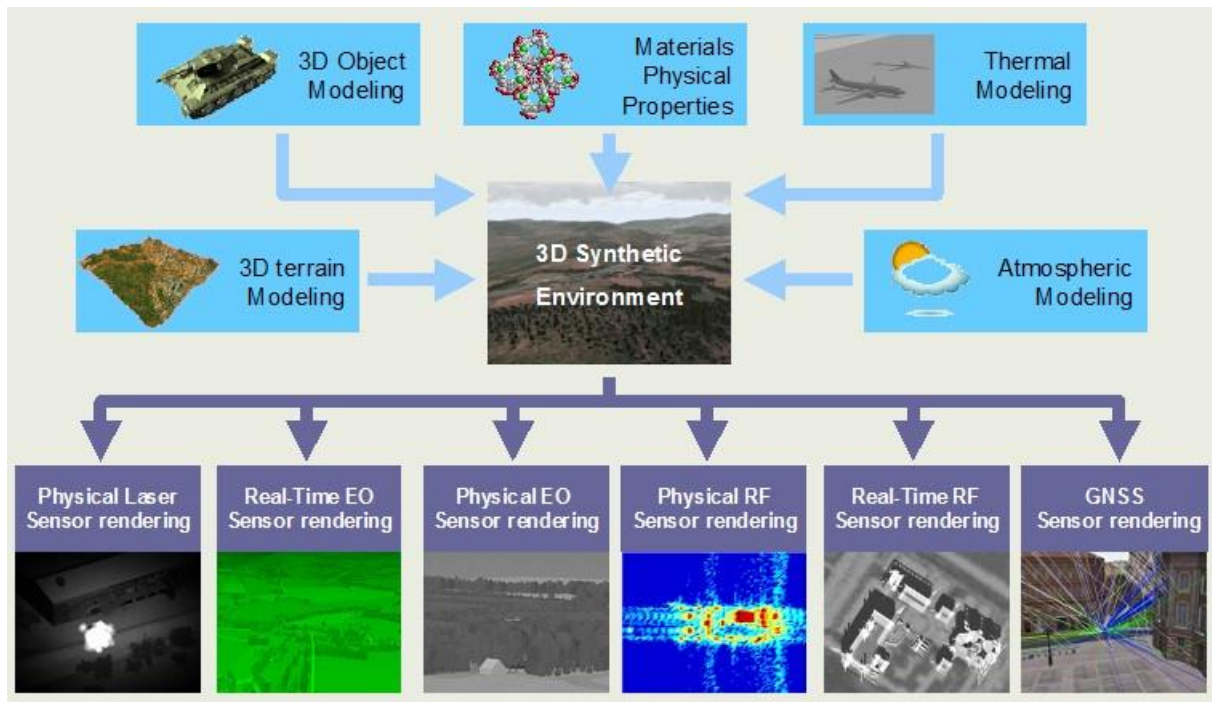 3D Object
Modeling
Materials
Physical
Properties
Thermal
Modeling
3D terrain
Modeling
3D Synthetic
Environment
Atmospheric
Modeling
Physical Laser
Sensor rendering
Real-Time EO
Sensor rendering
Physical EO
Sensor rendering
Physical RF
Sensor rendering
Real-Time RF
Sensor rendering
GNSS
Sensor rendering